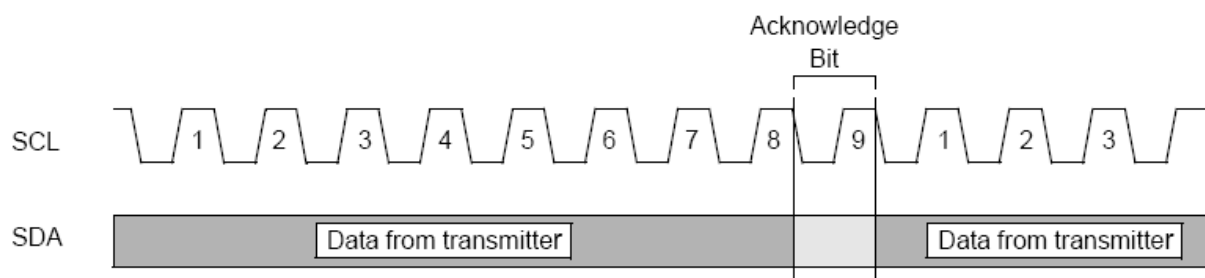 Acknowledge
Bit
SCL 1 2 3 4 5 6 7 8 9 1 2 3
SDA Data from transmitter Data from transmitter